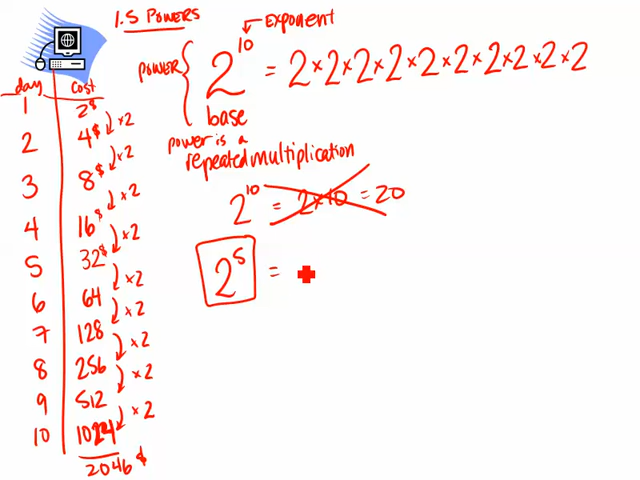 1.5 Powers
Exponent
power
2^10 = 2×2×2×2×2×2×2×2×2×2
base
power is a
repeated multiplication
2^10 = 2×10 = 20
2^5 =
day cost
1 2$
×2
2 4$
×2
3 8$
×2
4 16$
×2
5 32$
×2
6 64
×2
7 128
×2
8 256
×2
9 512
×2
10 1024
2046$